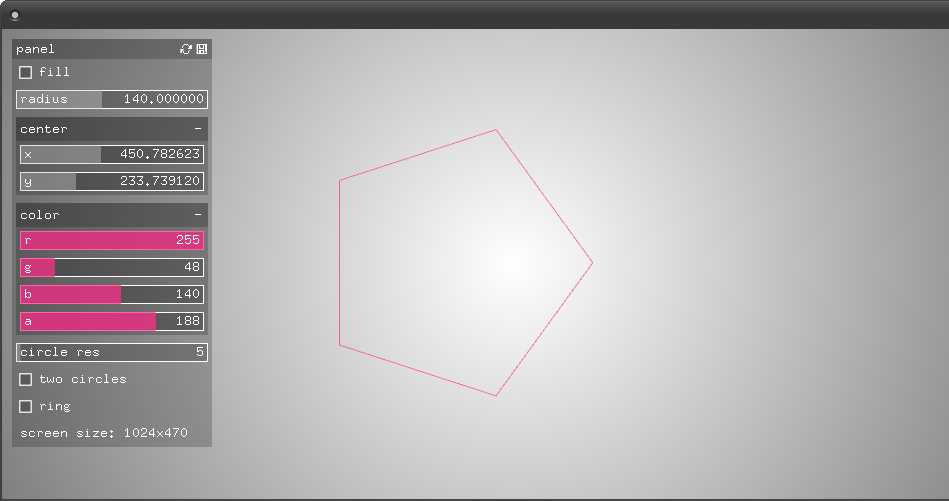 panel
fill
radius 140.000000
center -
x 450.782623
y 233.739120
color -
r 255
g 48
b 140
a 188
circle res 5
two circles
ring
screen size: 1024x470